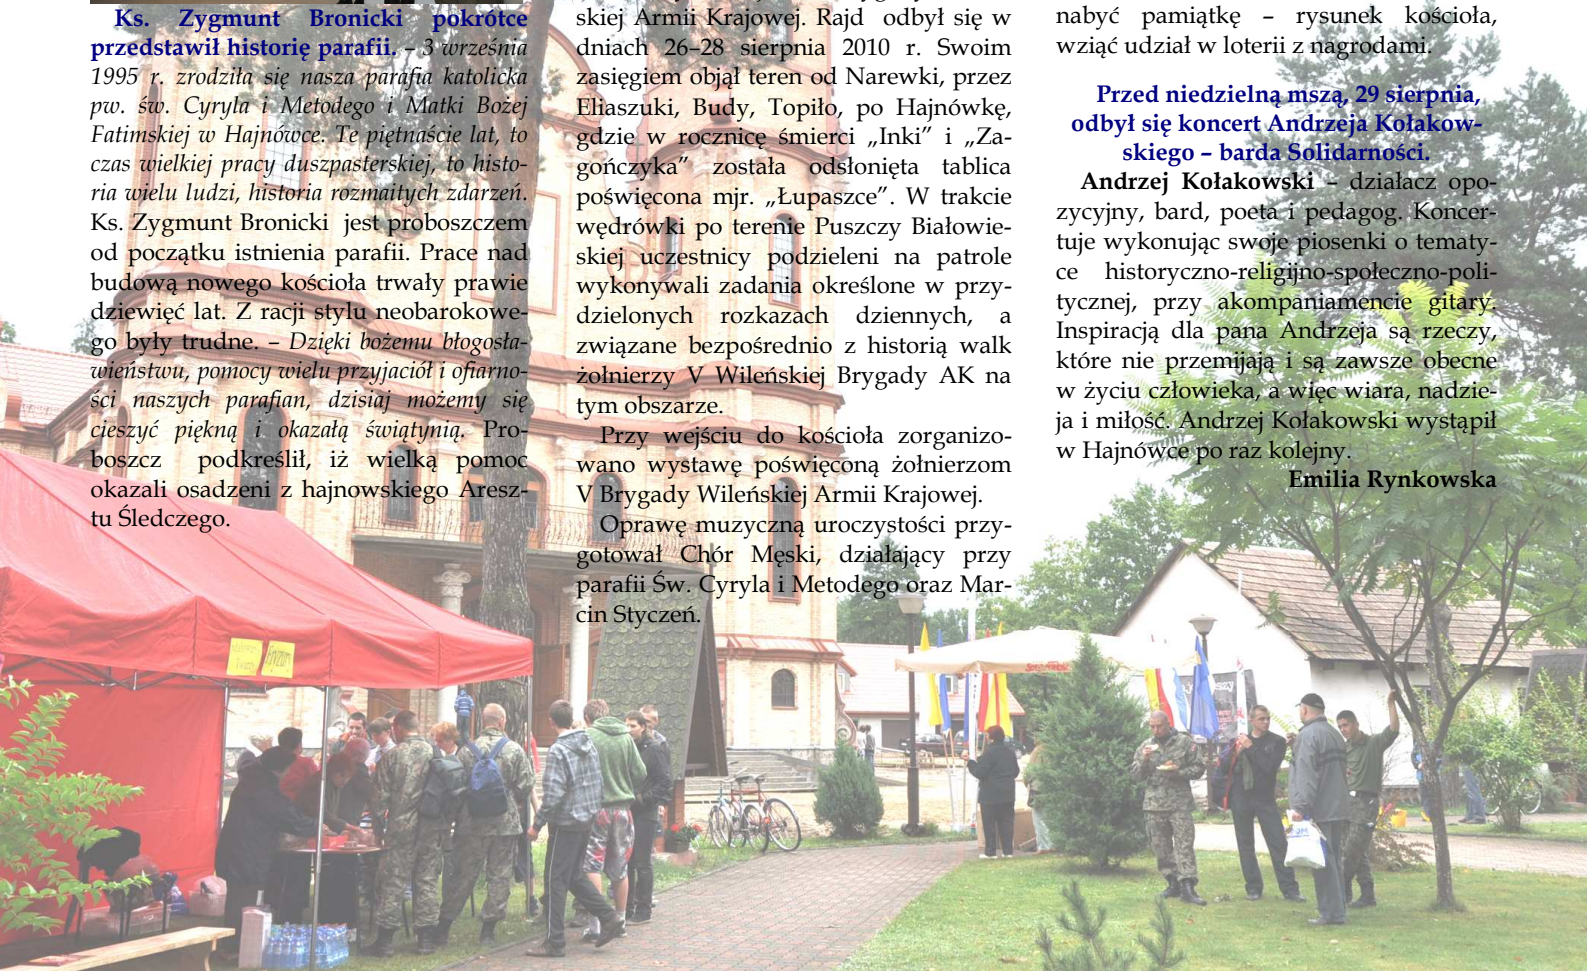 Ks. Zygmunt Bronicki pokrótce
przedstawił historię parafii. – 3 września
1995 r. zrodziła się nasza parafia katolicka
pw. św. Cyryla i Metodego i Matki Bożej
Fatimskiej w Hajnówce. Te piętnaście lat, to
czas wielkiej pracy duszpasterskiej, to histo-
ria wielu ludzi, historia rozmaitych zdarzeń.
Ks. Zygmunt Bronicki jest proboszczem
od początku istnienia parafii. Prace nad
budową nowego kościoła trwały prawie
dziewięć lat. Z racji stylu neobarokowe-
go były trudne. – Dzięki bożemu błogosła-
wieństwu, pomocy wielu przyjaciół i ofiarno-
ści naszych parafian, dzisiaj możemy się
cieszyć piękną i okazałą świątynią. Pro-
boszcz podkreślił, iż wielką pomoc
okazali osadzeni z hajnowskiego Aresz-
tu Śledczego.
skiej Armii Krajowej. Rajd odbył się w
dniach 26–28 sierpnia 2010 r. Swoim
zasięgiem objął teren od Narewki, przez
Eliaszuki, Budy, Topiło, po Hajnówkę,
gdzie w rocznicę śmierci „Inki” i „Za-
gończyka” została odsłonięta tablica
poświęcona mjr. „Łupaszce”. W trakcie
wędrówki po terenie Puszczy Białowie-
skiej uczestnicy podzieleni na patrole
wykonywali zadania określone w przy-
dzielonych rozkazach dziennych, a
związane bezpośrednio z historią walk
żołnierzy V Wileńskiej Brygady AK na
tym obszarze.
Przy wejściu do kościoła zorganizo-
wano wystawę poświęconą żołnierzom
V Brygady Wileńskiej Armii Krajowej.
Oprawę muzyczną uroczystości przy-
gotował Chór Męski, działający przy
parafii Św. Cyryla i Metodego oraz Mar-
cin Styczeń.
nabyć pamiątkę – rysunek kościoła,
wziąć udział w loterii z nagrodami.
Przed niedzielną mszą, 29 sierpnia,
odbył się koncert Andrzeja Kołakow-
skiego – barda Solidarności.
Andrzej Kołakowski – działacz opo-
zycyjny, bard, poeta i pedagog. Koncer-
tuje wykonując swoje piosenki o tematy-
ce historyczno-religijno-społeczno-poli-
tycznej, przy akompaniamencie gitary.
Inspiracją dla pana Andrzeja są rzeczy,
które nie przemijają i są zawsze obecne
w życiu człowieka, a więc wiara, nadzie-
ja i miłość. Andrzej Kołakowski wystąpił
w Hajnówce po raz kolejny.
Emilia Rynkowska